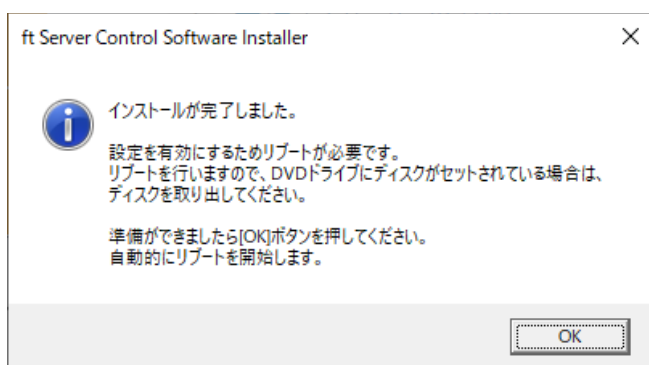 ft Server Control Software Installer
インストールが完了しました。
設定を有効にするためリブートが必要です。
リブートを行いますので、DVDドライブにディスクがセットされている場合は、
ディスクを取り出してください。
準備ができましたら[OK]ボタンを押してください。
自動的にリブートを開始します。
OK